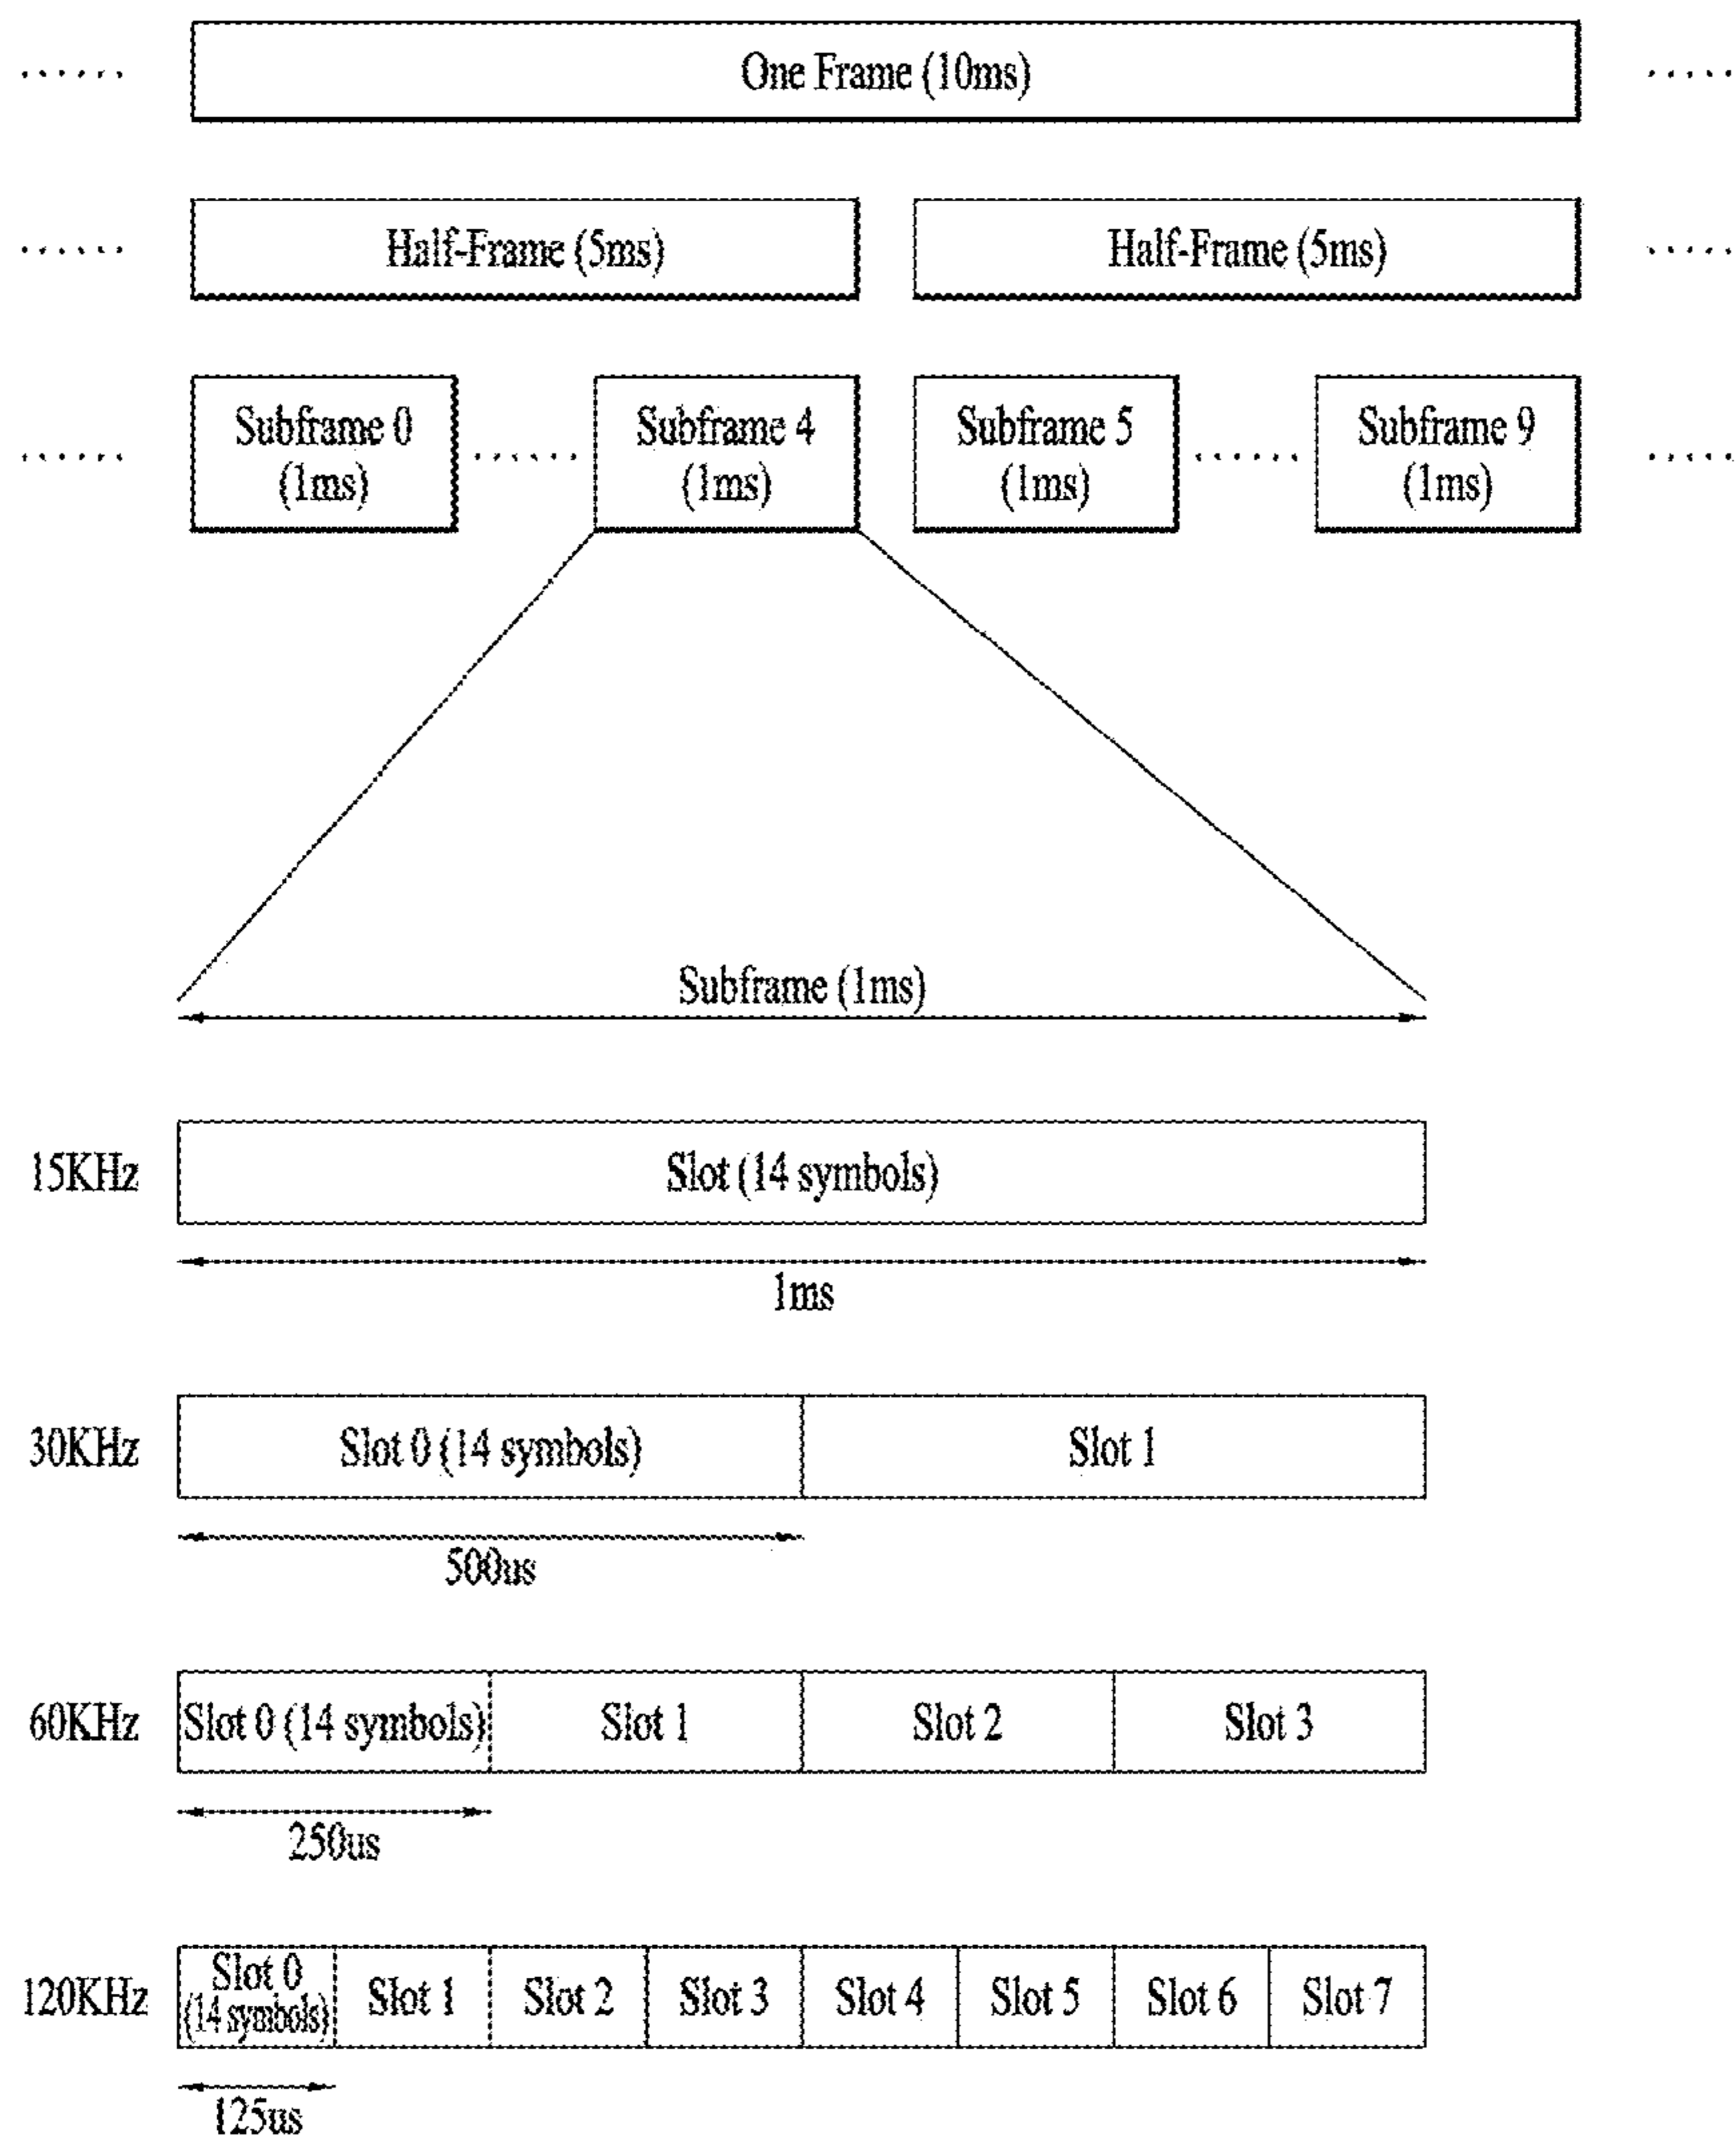 ...... One Frame (10ms) .....
...... Half-Frame (5ms) Half-Frame (5ms) .....
Subframe 0 Subframe 4 Subframe 5 Subframe 9
...... (1ms) ...... (1ms) (1ms) ...... (1ms) .....
Subframe (1ms)
15KHz Slot (14 symbols)
1ms
30KHz Slot 0 (14 symbols) Slot 1
500us
60KHz Slot 0 (14 symbols) Slot 1 Slot 2 Slot 3
250us
120KHz Slot 0 (14 symbols) Slot 1 Slot 2 Slot 3 Slot 4 Slot 5 Slot 6 Slot 7
125us